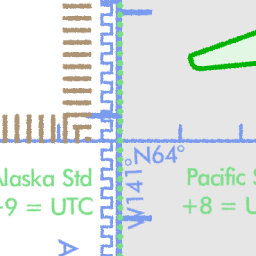 N64°
W141°
Alaska Std
+9 = UTC
Pacific S
+8 = U
A